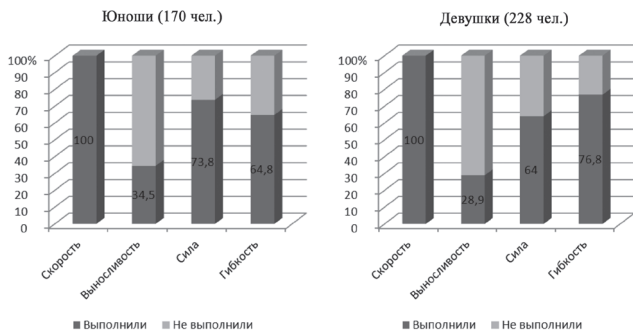 Юноши (170 чел.)
100%
90
80
70
60
50
40
30
20
10
0
100
34,5
73,8
64,8
Скорость
Выносливость
Сила
Гибкость
Выполнили
Не выполнили
Девушки (228 чел.)
100%
90
80
70
60
50
40
30
20
10
0
100
28,9
64
76,8
Скорость
Выносливость
Сила
Гибкость
Выполнили
Не выполнили